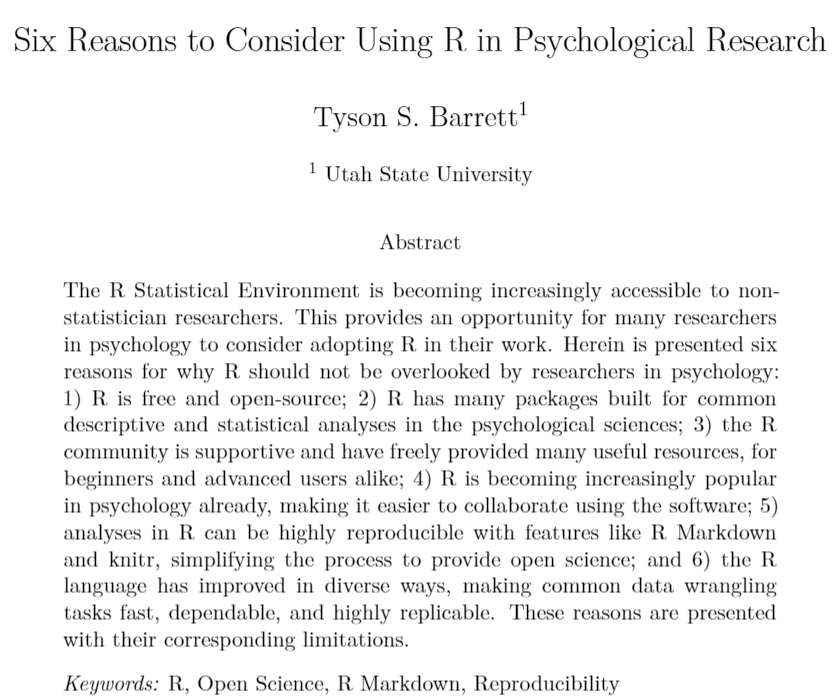 Six Reasons to Consider Using R in Psychological Research
Tyson S. Barrett¹
¹ Utah State University
Abstract
The R Statistical Environment is becoming increasingly accessible to non-
statistician researchers. This provides an opportunity for many researchers
in psychology to consider adopting R in their work. Herein is presented six
reasons for why R should not be overlooked by researchers in psychology:
1) R is free and open-source; 2) R has many packages built for common
descriptive and statistical analyses in the psychological sciences; 3) the R
community is supportive and have freely provided many useful resources, for
beginners and advanced users alike; 4) R is becoming increasingly popular
in psychology already, making it easier to collaborate using the software; 5)
analyses in R can be highly reproducible with features like R Markdown
and knitr, simplifying the process to provide open science; and 6) the R
language has improved in diverse ways, making common data wrangling
tasks fast, dependable, and highly replicable. These reasons are presented
with their corresponding limitations.
Keywords: R, Open Science, R Markdown, Reproducibility